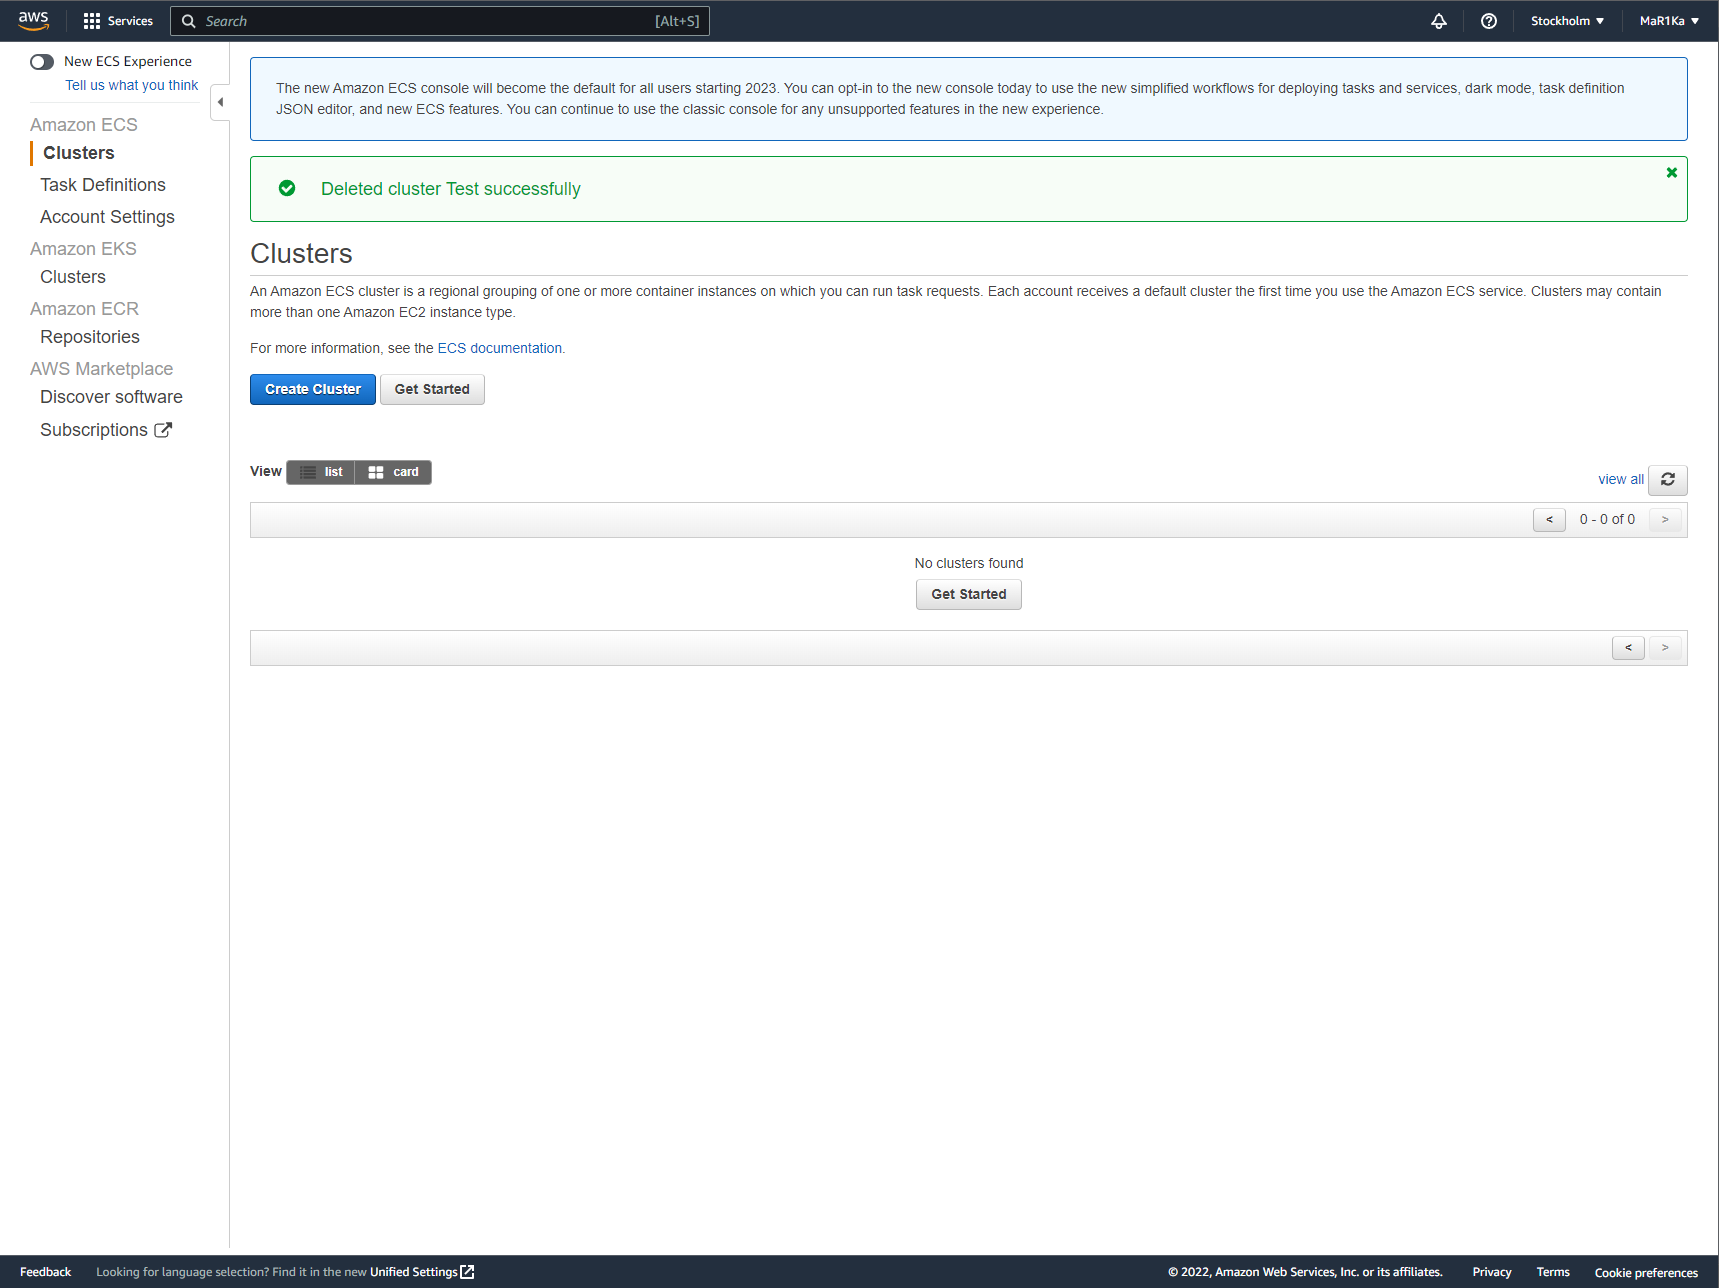 aws
Services
Search
[Alt+S]
Stockholm
MaR1Ka
New ECS Experience
Tell us what you think
Amazon ECS
Clusters
Task Definitions
Account Settings
Amazon EKS
Clusters
Amazon ECR
Repositories
AWS Marketplace
Discover software
Subscriptions
The new Amazon ECS console will become the default for all users starting 2023. You can opt-in to the new console today to use the new simplified workflows for deploying tasks and services, dark mode, task definition
JSON editor, and new ECS features. You can continue to use the classic console for any unsupported features in the new experience.
Deleted cluster Test successfully
Clusters
An Amazon ECS cluster is a regional grouping of one or more container instances on which you can run task requests. Each account receives a default cluster the first time you use the Amazon ECS service. Clusters may contain
more than one Amazon EC2 instance type.
For more information, see the ECS documentation.
Create Cluster
Get Started
View
list
card
view all
<
0 - 0 of 0
>
No clusters found
Get Started
<
>
Feedback
Looking for language selection? Find it in the new Unified Settings
© 2022, Amazon Web Services, Inc. or its affiliates.
Privacy
Terms
Cookie preferences